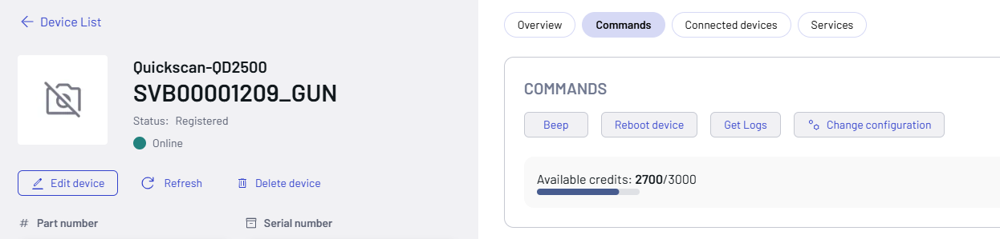 Device List
Quickscan-QD2500
SVB00001209_GUN
Status: Registered
Online
Edit device
Refresh
Delete device
# Part number
Serial number
Overview
Commands
Connected devices
Services
COMMANDS
Beep
Reboot device
Get Logs
Change configuration
Available credits: 2700/3000